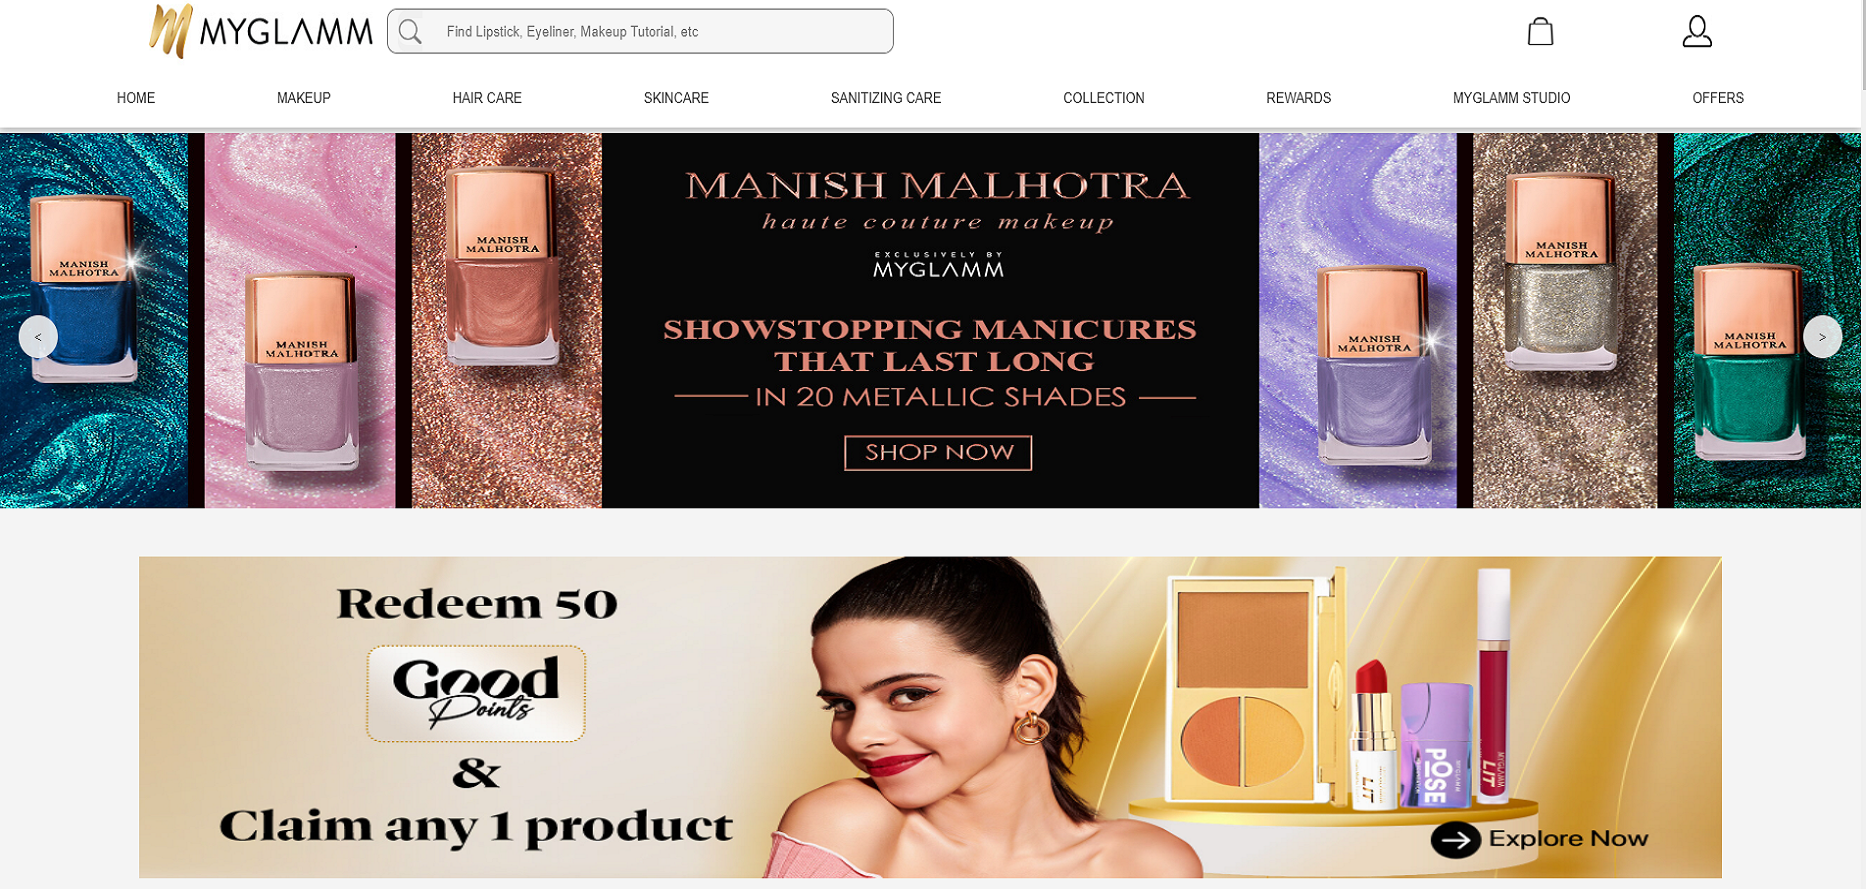 MYGLAMM
Find Lipstick, Eyeliner, Makeup Tutorial, etc
HOME
MAKEUP
HAIR CARE
SKINCARE
SANITIZING CARE
COLLECTION
REWARDS
MYGLAMM STUDIO
OFFERS
MANISH MALHOTRA
haute couture makeup
EXCLUSIVELY BY
MYGLAMM
SHOWSTOPPING MANICURES
THAT LAST LONG
IN 20 METALLIC SHADES
SHOP NOW
MANISH
MALHOTRA
MANISH
MALHOTRA
MANISH
MALHOTRA
MANISH
MALHOTRA
MANISH
MALHOTRA
MANISH
MALHOTRA
<
>
Redeem 50
Good
Points
&
Claim any 1 product
LIT
POSE
MYGLAMM
MYGLAMM
LIT
Explore Now